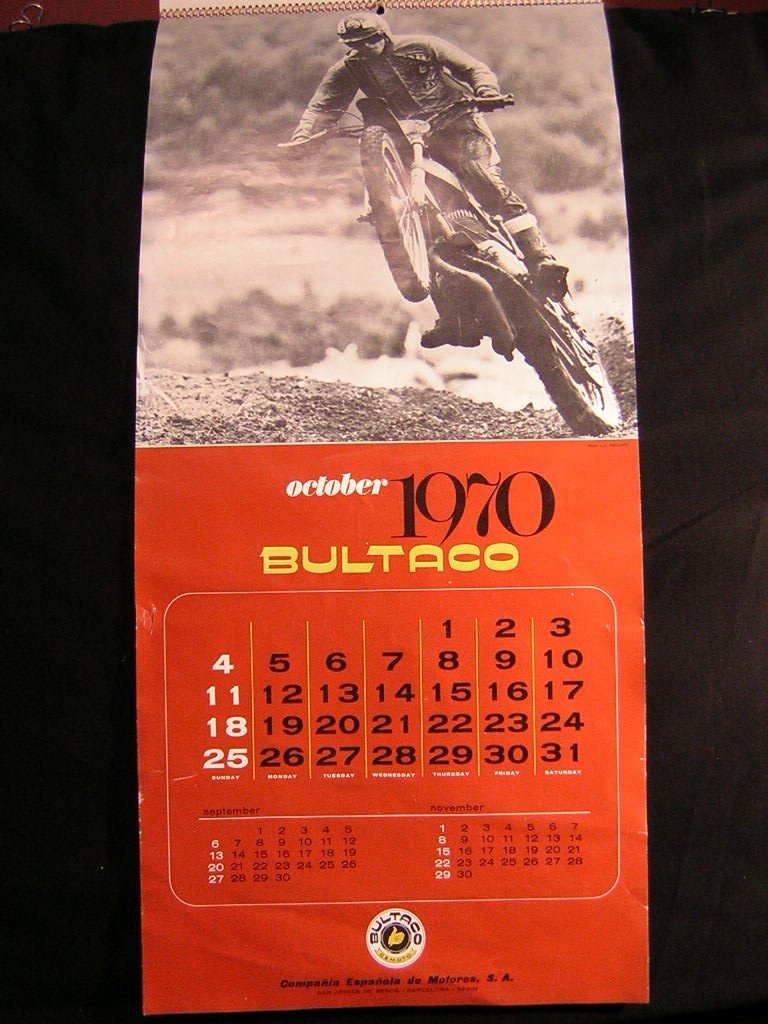 october 1970
BULTACO
1 2 3
4 5 6 7 8 9 10
11 12 13 14 15 16 17
18 19 20 21 22 23 24
25 26 27 28 29 30 31
SUNDAY MONDAY TUESDAY WEDNESDAY THURSDAY FRIDAY SATURDAY
september
1 2 3 4 5
6 7 8 9 10 11 12
13 14 15 16 17 18 19
20 21 22 23 24 25 26
27 28 29 30
november
1 2 3 4 5 6 7
8 9 10 11 12 13 14
15 16 17 18 19 20 21
22 23 24 25 26 27 28
29 30
BULTACO
CEMOTO
Compañia Española de Motores, S. A.
SAN ADRIAN DE BESOS - BARCELONA - SPAIN